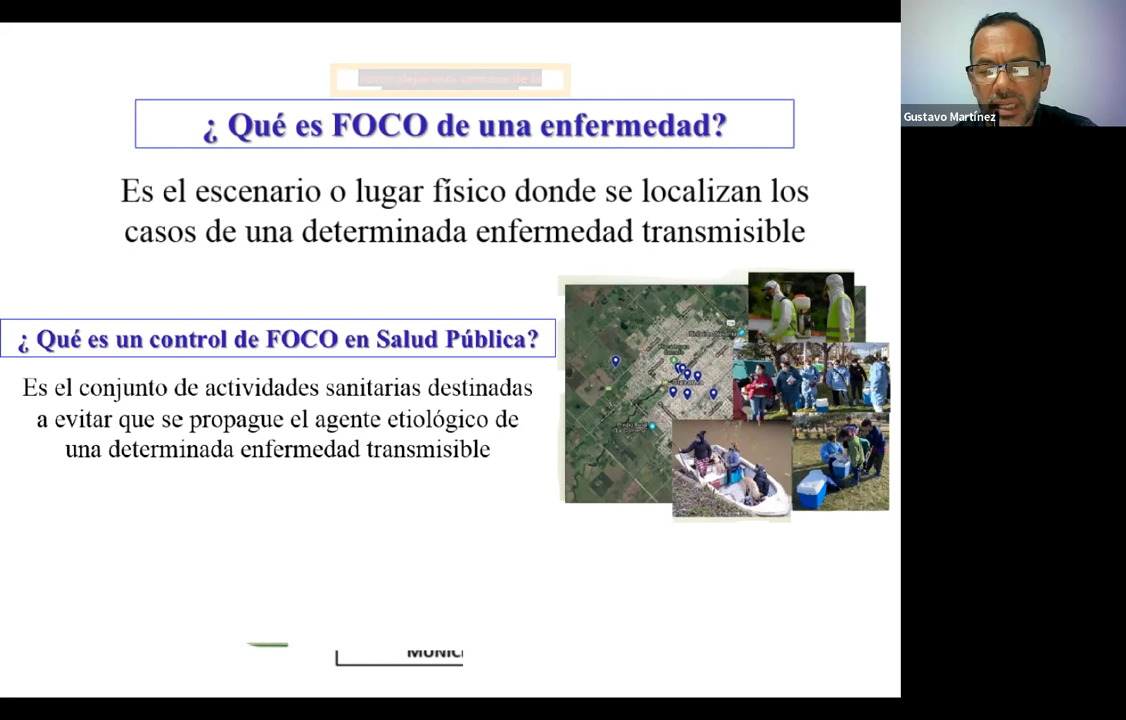 ¿ Qué es FOCO de una enfermedad?
Es el escenario o lugar físico donde se localizan los
casos de una determinada enfermedad transmisible
¿ Qué es un control de FOCO en Salud Pública?
Es el conjunto de actividades sanitarias destinadas
a evitar que se propague el agente etiológico de
una determinada enfermedad transmisible
Gustavo Martínez